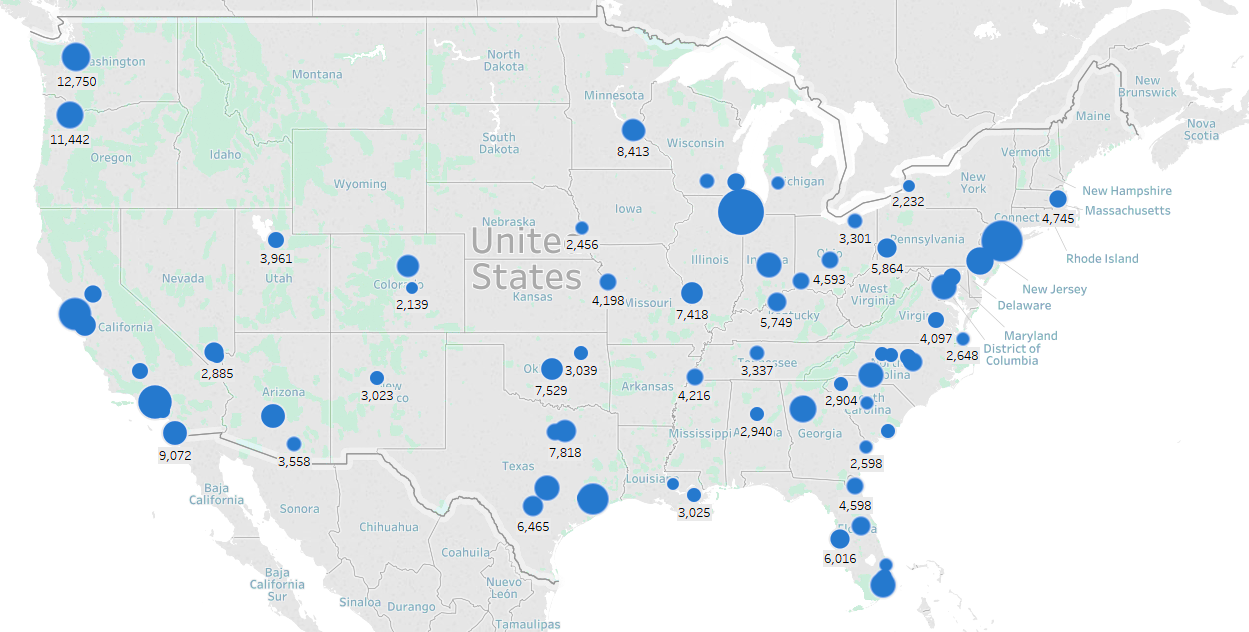 New Brunswick
Maine
Nova Scotia
Washington
12,750
Montana
North Dakota
Minnesota
11,442
Oregon
Idaho
South Dakota
8,413
Wisconsin
Vermont
Wyoming
chigan
New York
New Hampshire
2,232
4,745
Massachusetts
Iowa
Nebraska
Connect
3,961
United States
2,456
3,301
Pennsylvania
Rhode Island
Nevada
Utah
Colorado
Illinois
Ohio
5,864
2,139
Kansas
4,198
Missouri
4,593
West Virginia
New Jersey
Delaware
California
7,418
5,749
Virgin
4,097
Maryland
2,648
District of Columbia
2,885
7,529
3,039
3,337
Arizona
3,023
Arkansas
4,216
2,904
9,072
3,558
7,818
Mississippi
2,940
Georgia
Texas
2,598
Baja California
Sonora
Louisian
3,025
4,598
Chihuahua
6,465
Coahuila
6,016
Baja California Sur
Nuevo León
Sinaloa
Durango
Tamaulipas